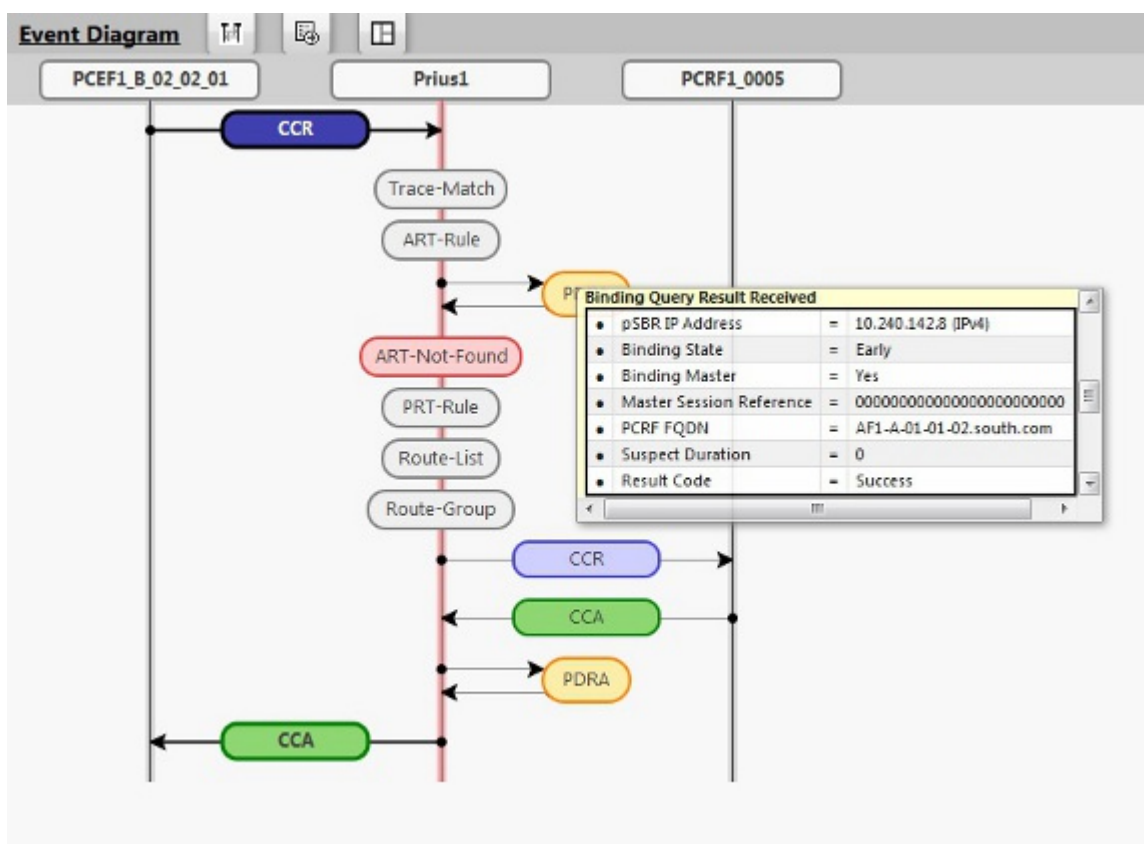 Event Diagram
PCEF1_B_02_02_01 Prius1 PCRF1_0005
CCR
Trace-Match
ART-Rule
Binding Query Result Received
• pSBR IP Address = 10.240.142.8 (IPv4)
• Binding State = Early
• Binding Master = Yes
• Master Session Reference = 000000000000000000000000
• PCRF FQDN = AF1-A-01-01-02.south.com
• Suspect Duration = 0
• Result Code = Success
ART-Not-Found
PRT-Rule
Route-List
Route-Group
CCR
CCA
PDRA
CCA